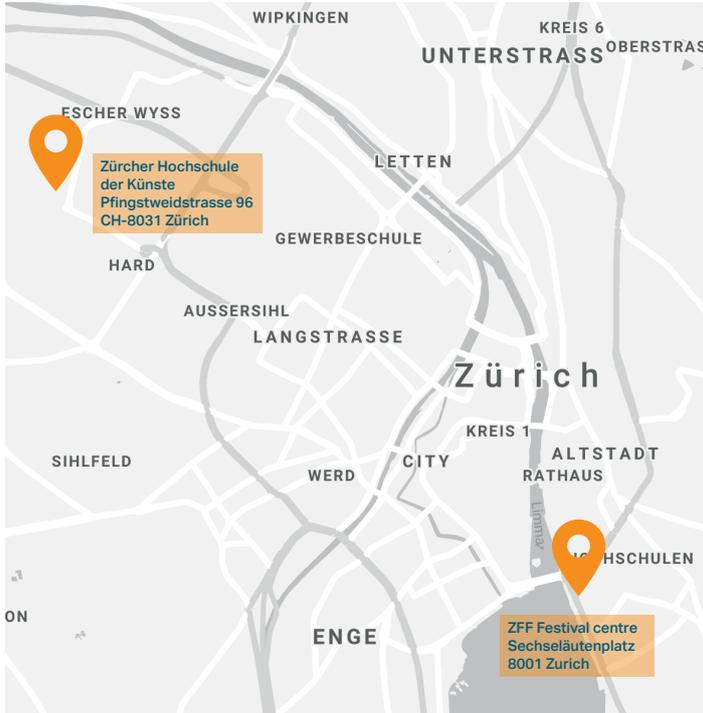 WIPKINGEN
KREIS 6
UNTERSTRASS
OBERSTRAS
ESCHER WYSS
LETTEN
Zürcher Hochschule
der Künste
Pfingstweidstrasse 96
CH-8031 Zürich
GEWERBESCHULE
HARD
AUSSERSIHL
LANGSTRASSE
Zürich
KREIS 1
ALTSTADT
SIHLFELD
CITY
WERD
RATHAUS
Limmat
HSCHULEN
ON
ENGE
ZFF Festival centre
Sechseläutenplatz
8001 Zurich